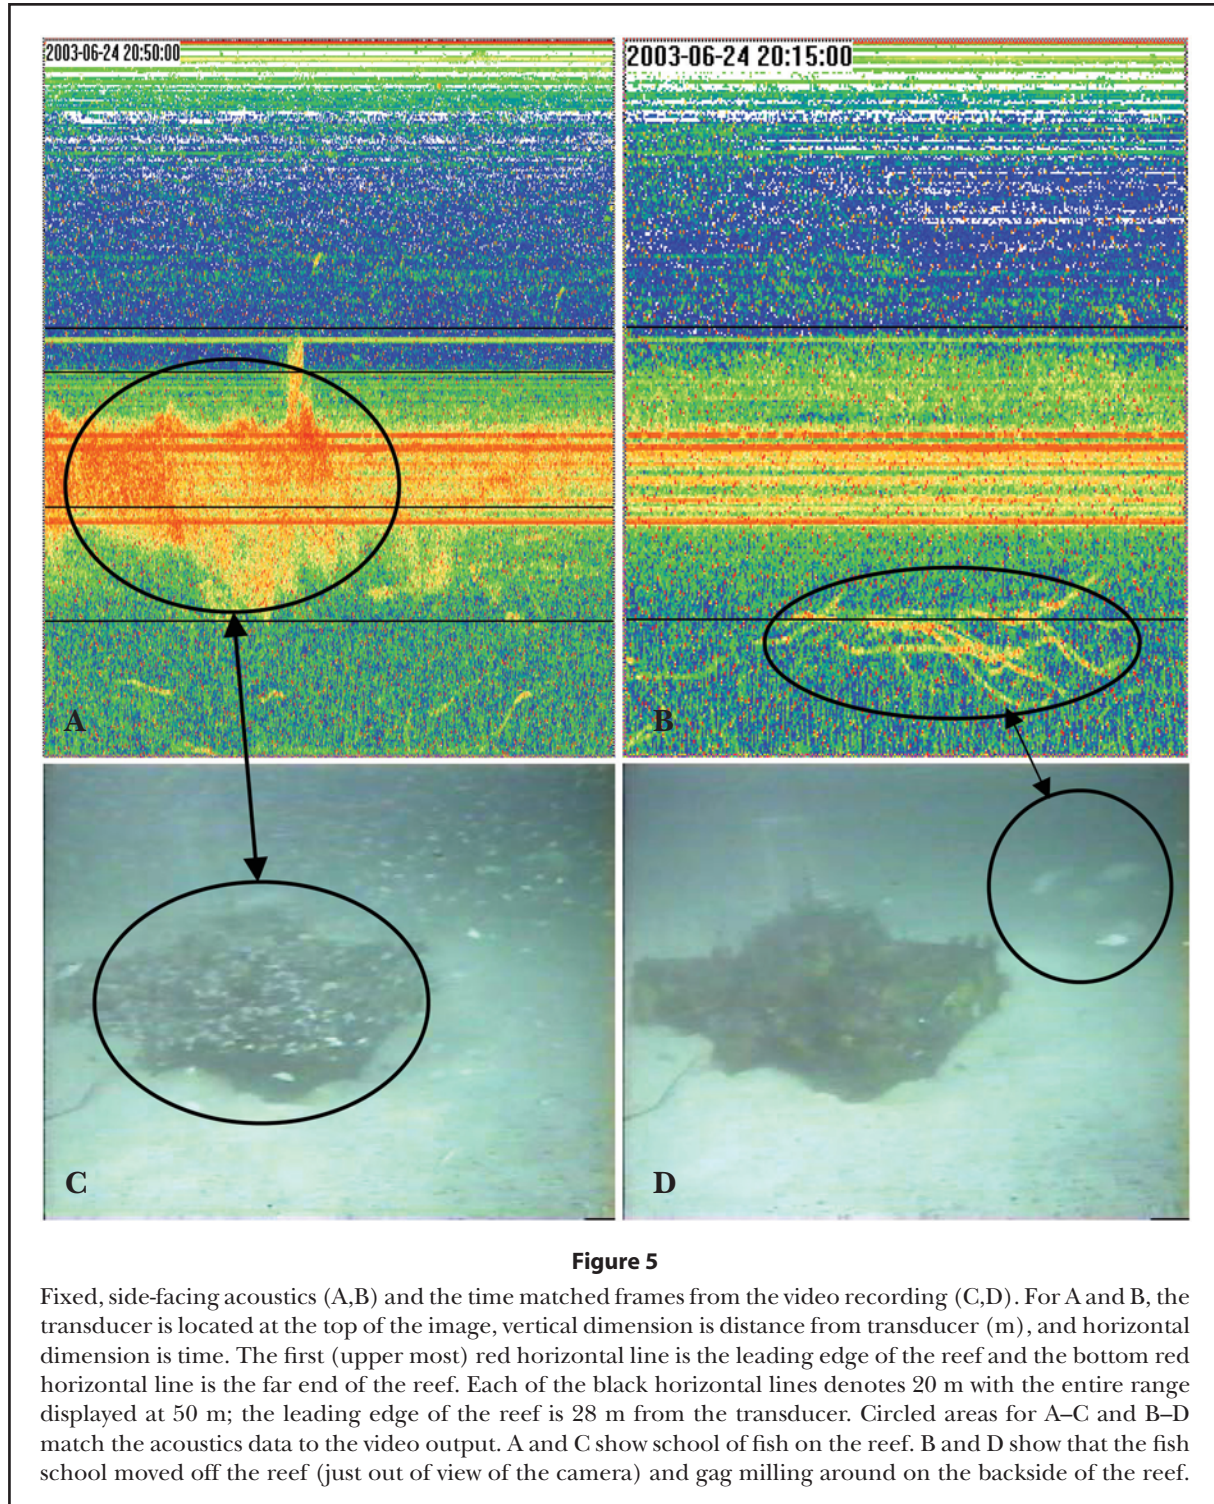 2003-06-24 20:50:00
2003-06-24 20:15:00
A
B
C
D
Figure 5
Fixed, side-facing acoustics (A,B) and the time matched frames from the video recording (C,D). For A and B, the
transducer is located at the top of the image, vertical dimension is distance from transducer (m), and horizontal
dimension is time. The first (upper most) red horizontal line is the leading edge of the reef and the bottom red
horizontal line is the far end of the reef. Each of the black horizontal lines denotes 20 m with the entire range
displayed at 50 m; the leading edge of the reef is 28 m from the transducer. Circled areas for A–C and B–D
match the acoustics data to the video output. A and C show school of fish on the reef. B and D show that the fish
school moved off the reef (just out of view of the camera) and gag milling around on the backside of the reef.